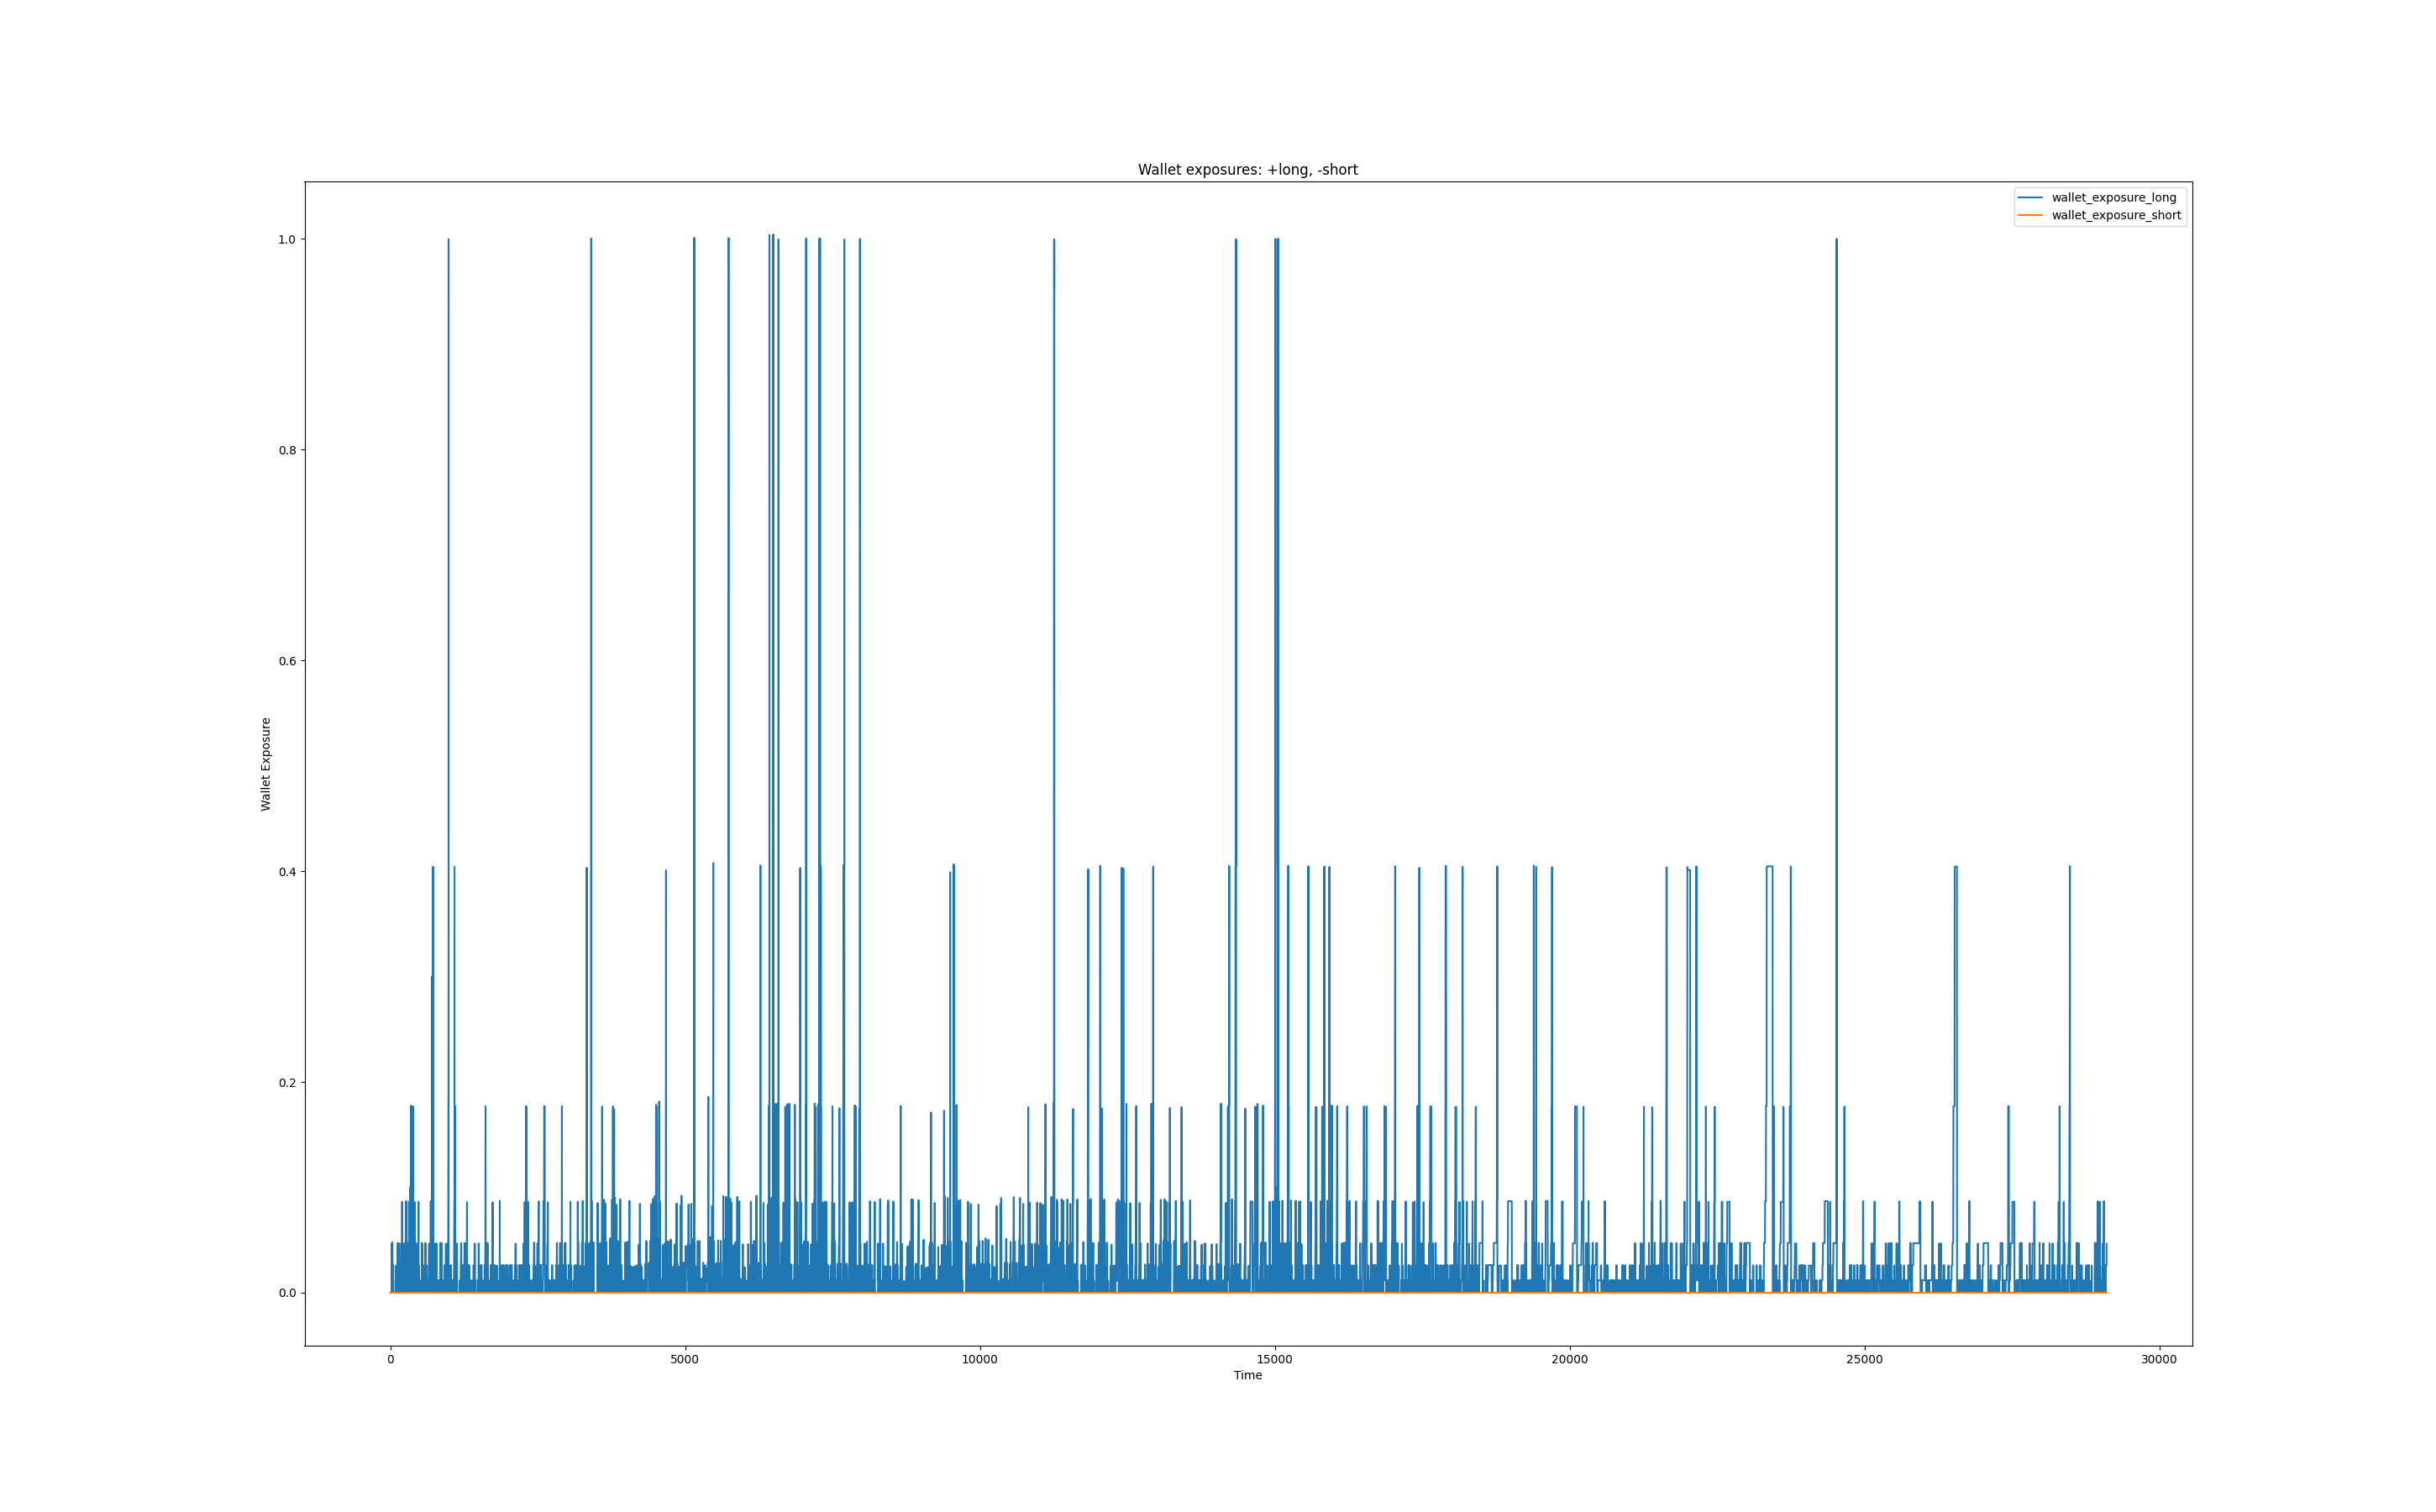 Wallet exposures: +long, -short
wallet_exposure_long
wallet_exposure_short
1.0
0.8
0.6
0.4
0.2
0.0
Wallet Exposure
0 5000 10000 15000 20000 25000 30000
Time